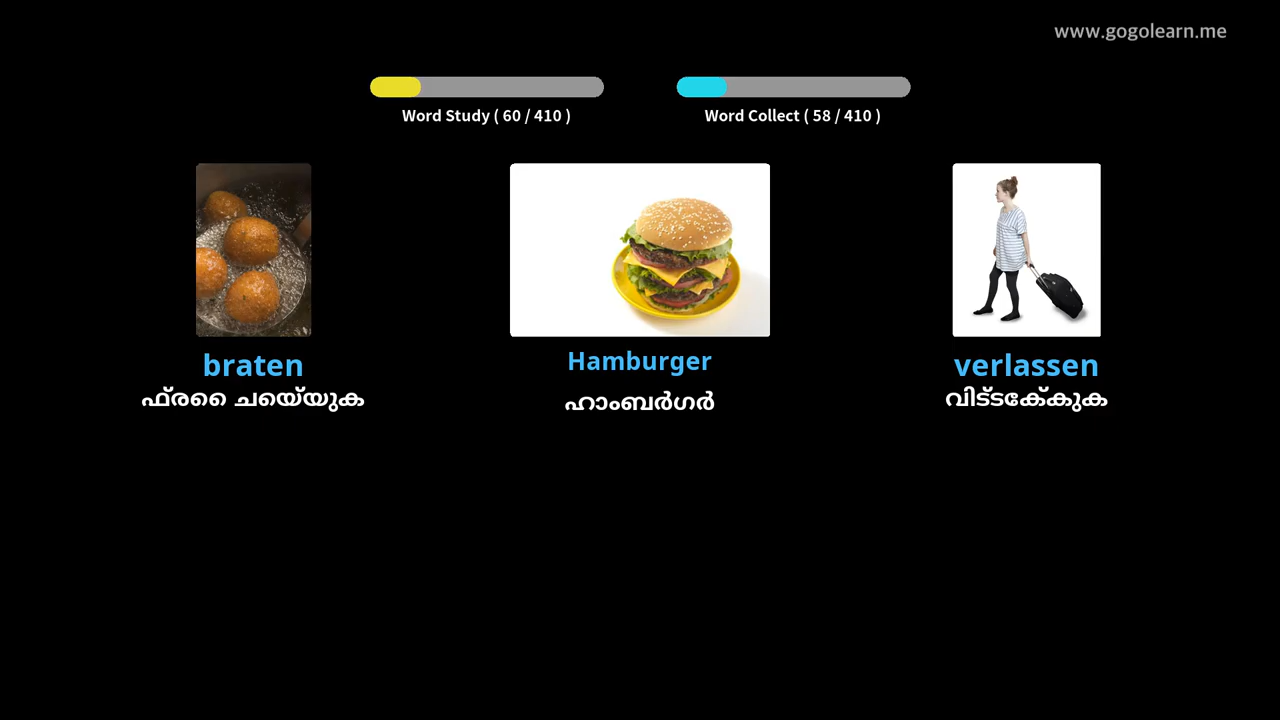 www.gogolearn.me
Word Study ( 60 / 410 )
Word Collect ( 58 / 410 )
braten
Hamburger
verlassen
ഫ്രൈ ചെയ്യുക
ഹാംബർഗർ
വിട്ടേക്കുക